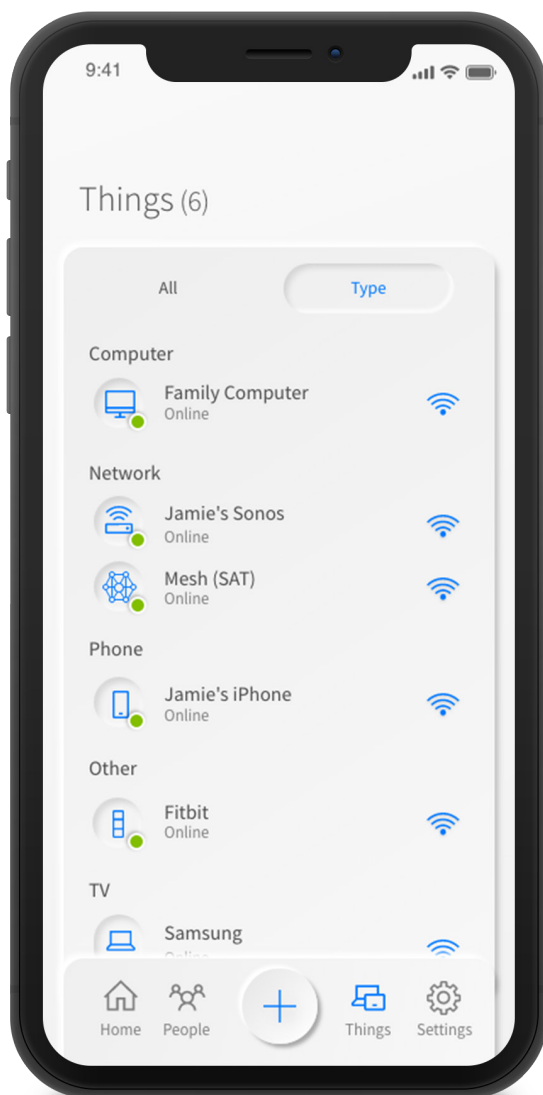 9:41
Things (6)
All
Type
Computer
Family Computer
Online
Network
Jamie's Sonos
Online
Mesh (SAT)
Online
Phone
Jamie's iPhone
Online
Other
Fitbit
Online
TV
Samsung
Online
Home
People
Things
Settings